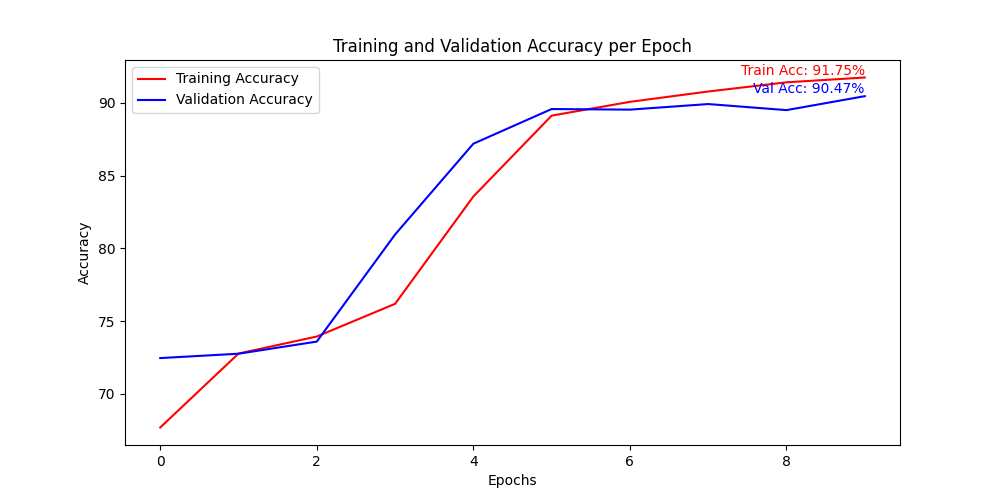 Training and Validation Accuracy per Epoch
Training Accuracy
Validation Accuracy
Train Acc: 91.75%
Val Acc: 90.47%
90
85
80
75
70
Accuracy
0 2 4 6 8
Epochs